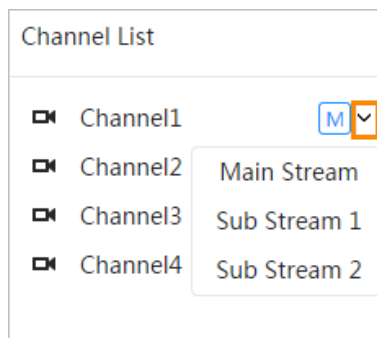 Channel List
Channel1 M
Channel2
Main Stream
Channel3
Sub Stream 1
Channel4
Sub Stream 2